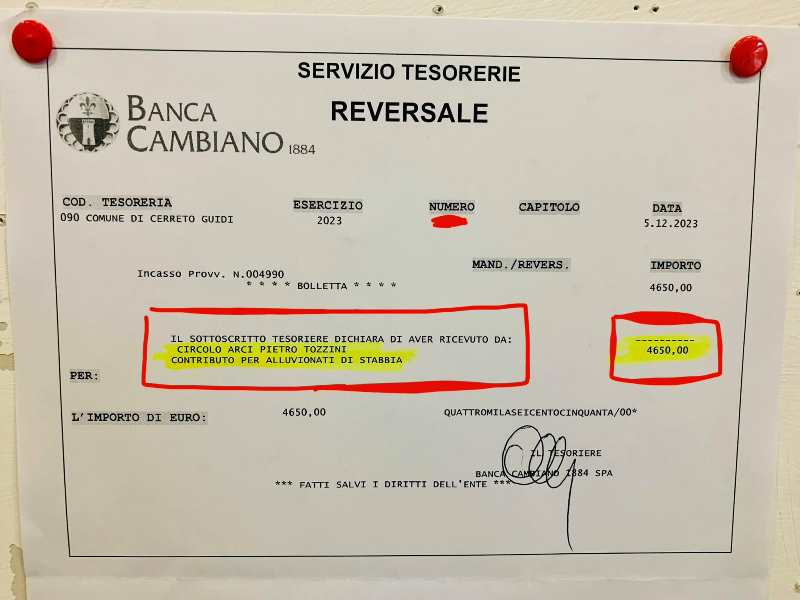 SERVIZIO TESORERIE
REVERSALE
BANCA
CAMBIANO 1884
COD. TESORERIA ESERCIZIO NUMERO CAPITOLO DATA
090 COMUNE DI CERRETO GUIDI 2023 5.12.2023
MAND./REVERS. IMPORTO
Incasso Provv. N.004990 4650,00
* * * * BOLLETTA * * * *
IL SOTTOSCRITTO TESORIERE DICHIARA DI AVER RICEVUTO DA:
CIRCOLO ARCI PIETRO TOZZINI 4650,00
CONTRIBUTO PER ALLUVIONATI DI STABBIA
PER:
L'IMPORTO DI EURO: 4650,00 QUATTROMILASEICENTOCINQUANTA/00*
IL TESORIERE
BANCA CAMBIANO 1884 SPA
*** FATTI SALVI I DIRITTI DELL'ENTE ***